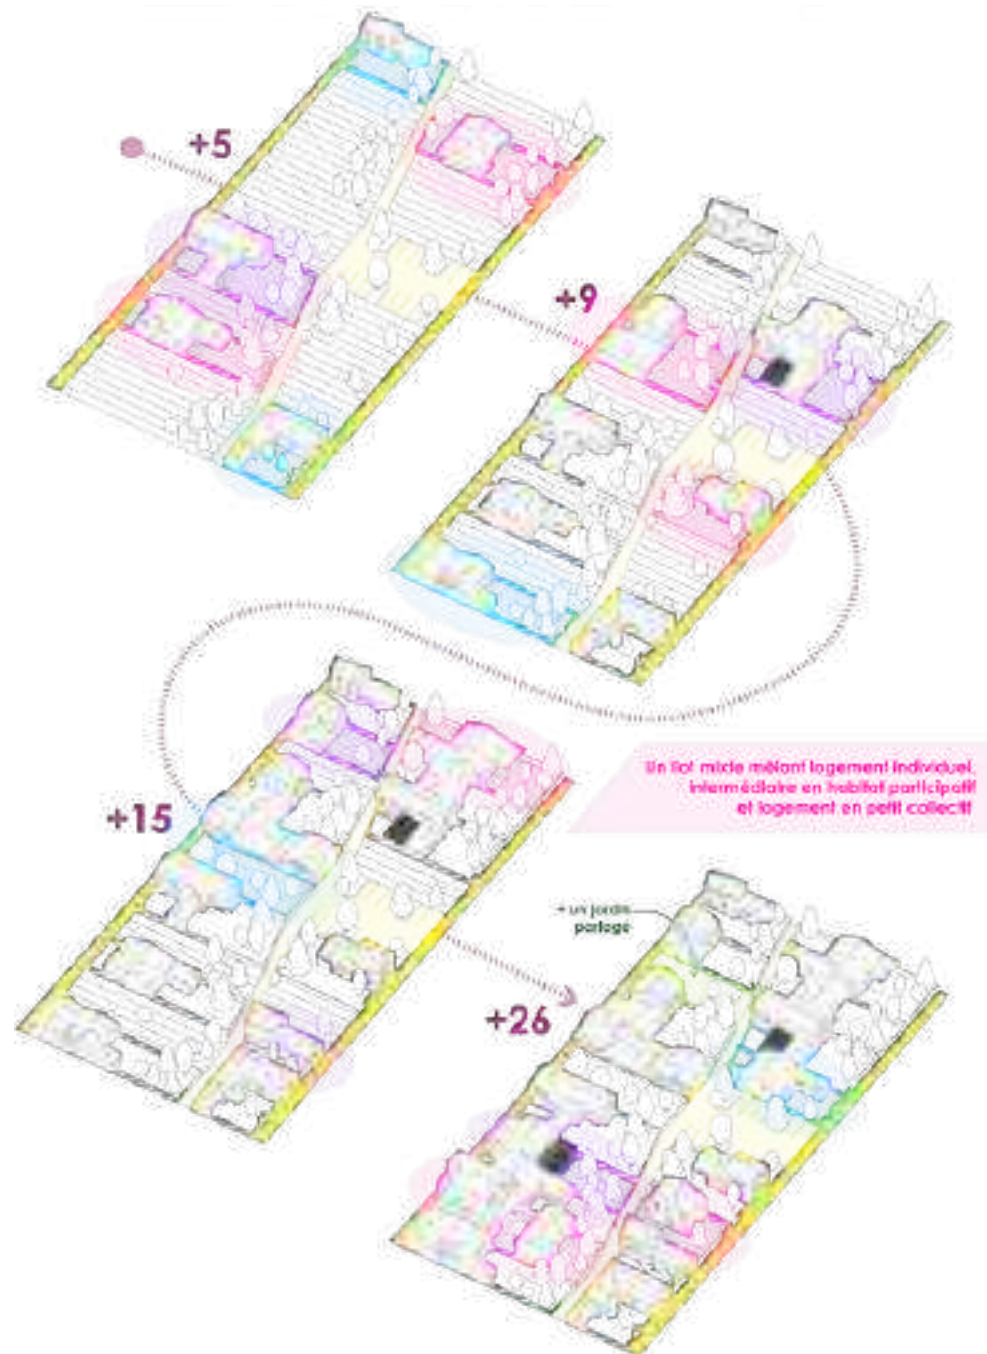 +5
+9
+15
Un îlot mixte mêlant logement individuel,
intermédiaire en habitat participatif
et logement en petit collectif
+ un jardin
partagé
+26